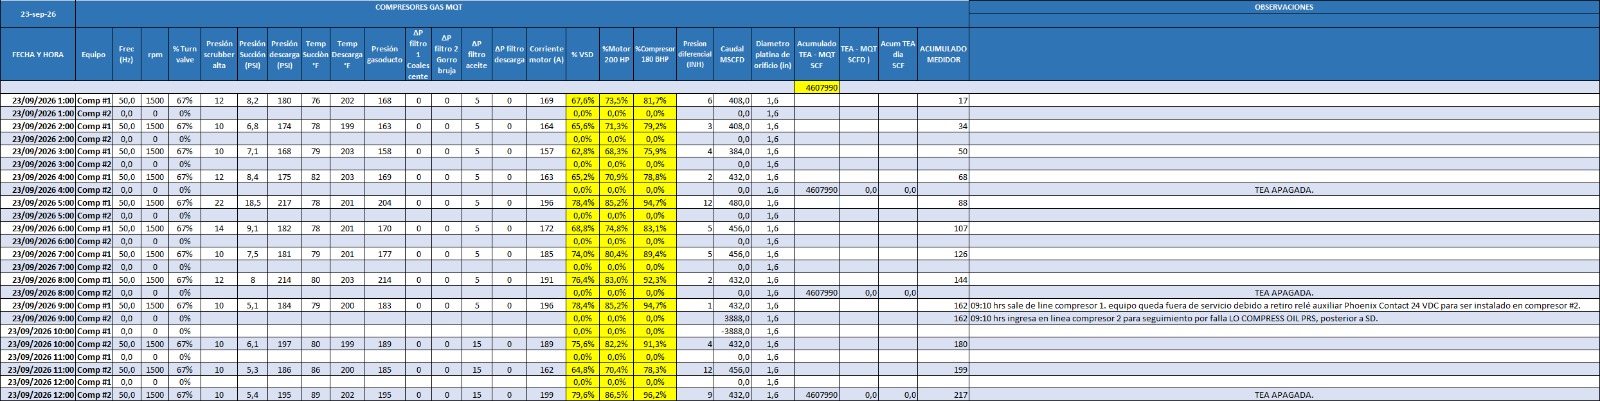 23-sep-26 COMPRESORES GAS MQT OBSERVACIONES
FECHA Y HORA Equipo Frec (Hz) rpm % Turn valve Presión scrubber alta Presión Succión (PSI) Presión descarga (PSI) Temp Succión °F Temp Descarga °F Presión gasoducto ΔP filtro 1 Coales cente ΔP filtro 2 Gorro bruja ΔP filtro aceite ΔP filtro descarga Corriente motor (A) % VSD %Motor 200 HP %Compresor 180 BHP Presion diferencial (INH) Caudal MSCFD Diametro platina de orificio (in) Acumulado TEA - MQT SCF TEA - MQT SCFD ) Acum TEA dia SCF ACUMULADO MEDIDOR
4607990
23/09/2026 1:00 Comp #1 50,0 1500 67% 12 8,2 180 76 202 168 0 0 5 0 169 67,6% 73,5% 81,7% 6 408,0 1,6 17
23/09/2026 1:00 Comp #2 0,0 0 0% 0,0% 0,0% 0,0% 0,0 1,6
23/09/2026 2:00 Comp #1 50,0 1500 67% 10 6,8 174 78 199 163 0 0 5 0 164 65,6% 71,3% 79,2% 3 408,0 1,6 34
23/09/2026 2:00 Comp #2 0,0 0 0% 0,0% 0,0% 0,0% 0,0 1,6
23/09/2026 3:00 Comp #1 50,0 1500 67% 10 7,1 168 79 203 158 0 0 5 0 157 62,8% 68,3% 75,9% 4 384,0 1,6 50
23/09/2026 3:00 Comp #2 0,0 0 0% 0,0% 0,0% 0,0% 0,0 1,6
23/09/2026 4:00 Comp #1 50,0 1500 67% 12 8,4 175 82 203 169 0 0 5 0 163 65,2% 70,9% 78,8% 2 432,0 1,6 68
23/09/2026 4:00 Comp #2 0,0 0 0% 0,0% 0,0% 0,0% 0,0 1,6 4607990 0,0 0,0 TEA APAGADA.
23/09/2026 5:00 Comp #1 50,0 1500 67% 22 18,5 217 78 201 204 0 0 5 0 196 78,4% 85,2% 94,7% 12 480,0 1,6 88
23/09/2026 5:00 Comp #2 0,0 0 0% 0,0% 0,0% 0,0% 0,0 1,6
23/09/2026 6:00 Comp #1 50,0 1500 67% 14 9,1 182 78 201 170 0 0 5 0 172 68,8% 74,8% 83,1% 5 456,0 1,6 107
23/09/2026 6:00 Comp #2 0,0 0 0% 0,0% 0,0% 0,0% 0,0 1,6
23/09/2026 7:00 Comp #1 50,0 1500 67% 10 7,5 181 79 201 177 0 0 5 0 185 74,0% 80,4% 89,4% 5 456,0 1,6 126
23/09/2026 7:00 Comp #2 0,0 0 0% 0,0% 0,0% 0,0% 0,0 1,6
23/09/2026 8:00 Comp #1 50,0 1500 67% 12 8 214 80 203 214 0 0 5 0 191 76,4% 83,0% 92,3% 2 432,0 1,6 144
23/09/2026 8:00 Comp #2 0,0 0 0% 0,0% 0,0% 0,0% 0,0 1,6 4607990 0,0 0,0 TEA APAGADA.
23/09/2026 9:00 Comp #1 50,0 1500 67% 10 5,1 184 79 200 183 0 0 5 0 196 78,4% 85,2% 94,7% 1 432,0 1,6 162 09:10 hrs sale de line compresor 1. equipo queda fuera de servicio debido a retiro relé auxiliar Phoenix Contact 24 VDC para ser instalado en compresor #2.
23/09/2026 9:00 Comp #2 0,0% 0,0% 0,0% 3888,0 1,6 162 09:10 hrs ingresa en linea compresor 2 para seguimiento por falla LO COMPRESS OIL PRS, posterior a SD.
23/09/2026 10:00 Comp #1 0,0 0 0% 0,0% 0,0% 0,0% -3888,0 1,6
23/09/2026 10:00 Comp #2 50,0 1500 67% 10 6,1 197 80 199 189 0 0 15 0 189 75,6% 82,2% 91,3% 4 432,0 1,6 180
23/09/2026 11:00 Comp #1 0,0 0 0% 0,0% 0,0% 0,0% 0,0 1,6
23/09/2026 11:00 Comp #2 50,0 1500 67% 10 5,3 186 86 200 185 0 0 15 0 162 64,8% 70,4% 78,3% 12 456,0 1,6 199
23/09/2026 12:00 Comp #1 0,0 0 0% 0,0% 0,0% 0,0% 0,0 1,6
23/09/2026 12:00 Comp #2 50,0 1500 67% 10 5,4 195 89 202 195 0 0 15 0 199 79,6% 86,5% 96,2% 9 432,0 1,6 4607990 0,0 0,0 217 TEA APAGADA.